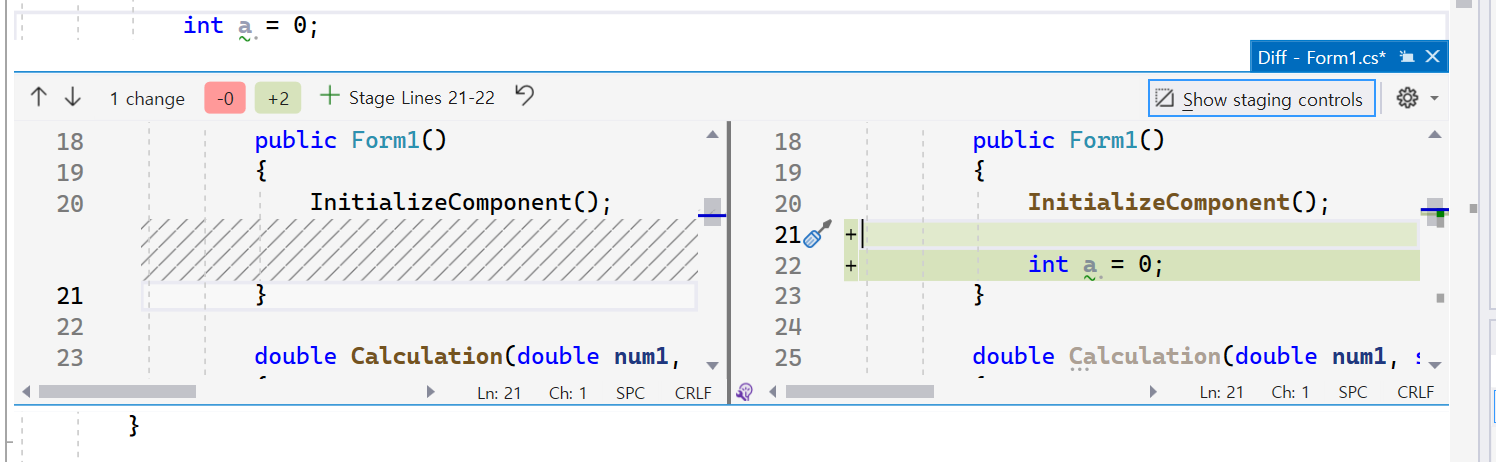 int a = 0;
Diff - Form1.cs*
1 change -0 +2 Stage Lines 21-22 Show staging controls
18 public Form1()
19 {
20 InitializeComponent();
21 }
22
23 double Calculation(double num1,
Ln: 21 Ch: 1 SPC CRLF
18 public Form1()
19 {
20 InitializeComponent();
21 +
22 + int a = 0;
23 }
24
25 double Calculation(double num1, s
Ln: 21 Ch: 1 SPC CRLF
}